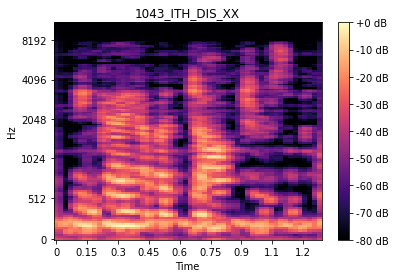 1043_ITH_DIS_XX
+0 dB
8192
-10 dB
4096
-20 dB
-30 dB
2048
Hz
-40 dB
1024
-50 dB
512
-60 dB
-70 dB
0
-80 dB
0 0.15 0.3 0.45 0.6 0.75 0.9 1.1 1.2
Time